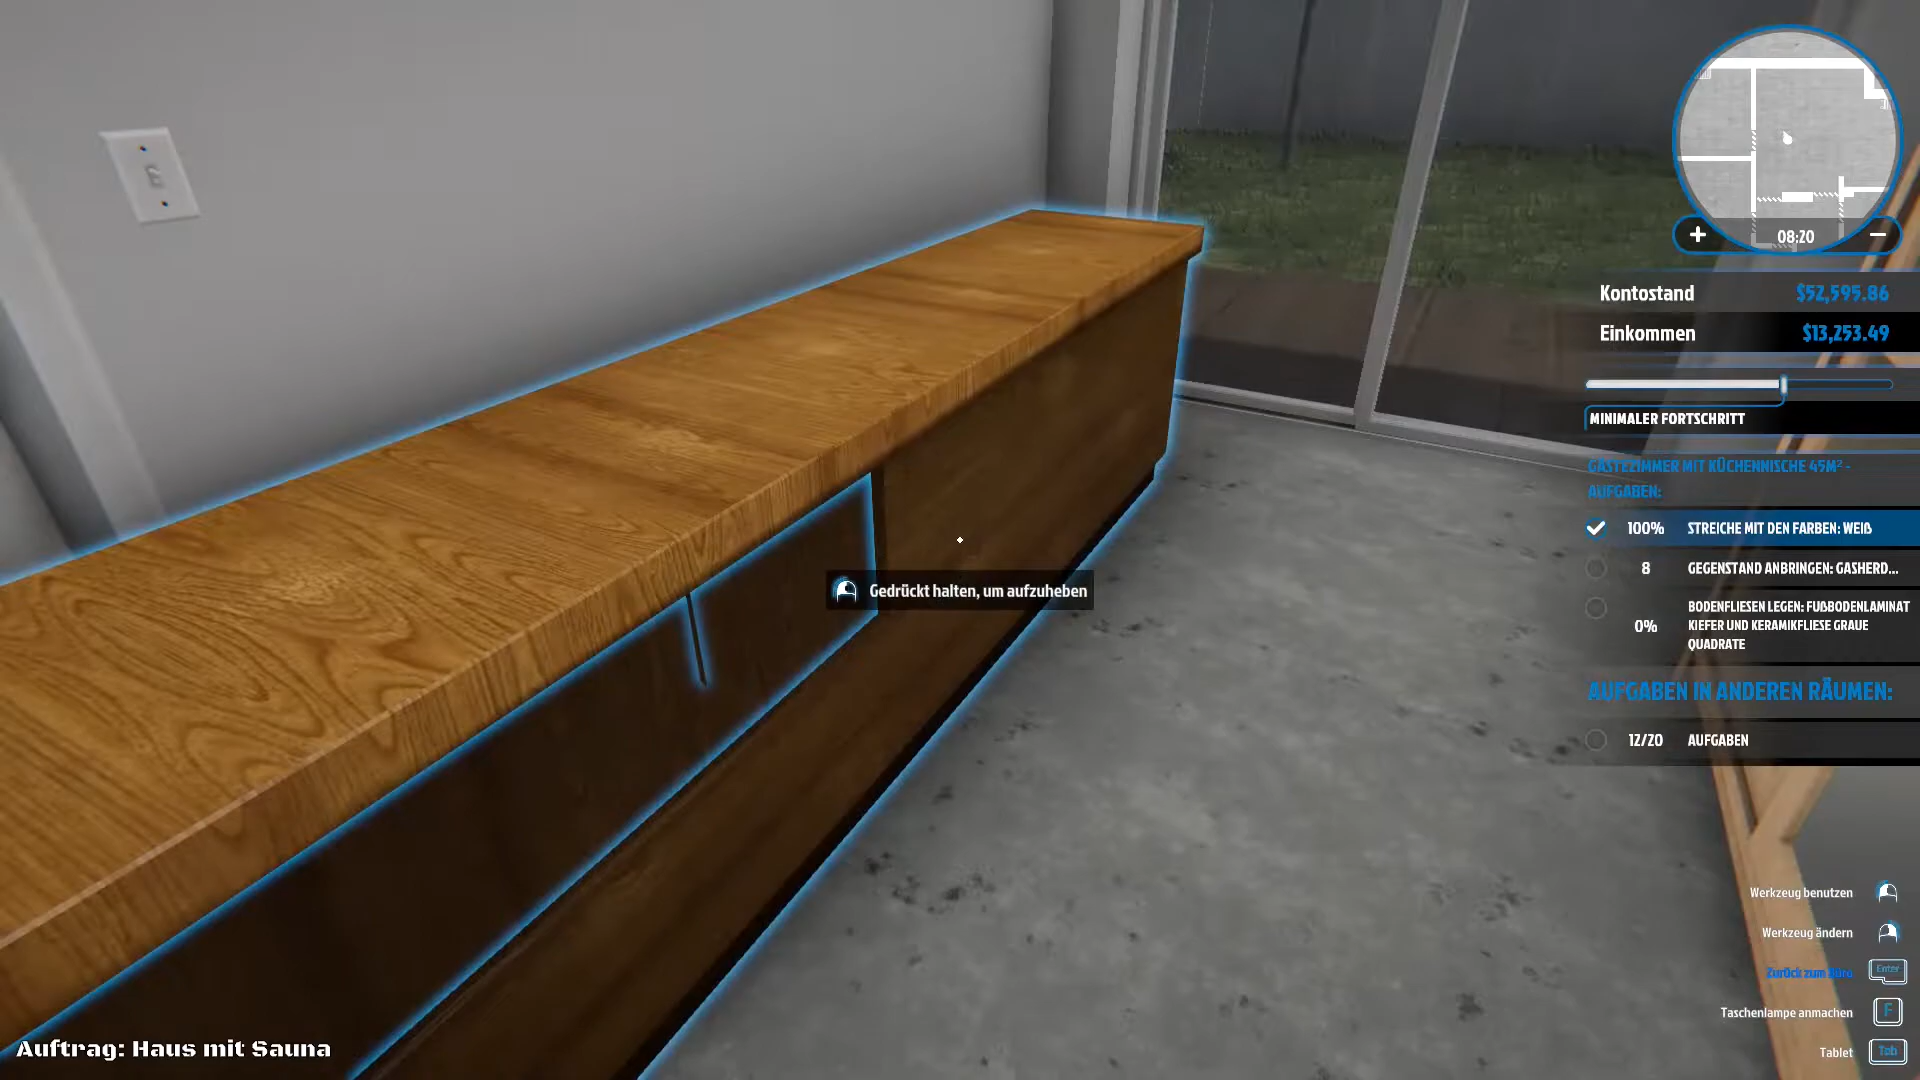 + 08:20 −
Kontostand $52,595.86
Einkommen $13,253.49
MINIMALER FORTSCHRITT
GÄSTEZIMMER MIT KÜCHENNISCHE 45M² -
AUFGABEN:
100% STREICHE MIT DEN FARBEN: WEIß
8 GEGENSTAND ANBRINGEN: GASHERD...
0% BODENFLIESEN LEGEN: FUßBODENLAMINAT
KIEFER UND KERAMIKFLIESE GRAUE
QUADRATE
AUFGABEN IN ANDEREN RÄUMEN:
12/20 AUFGABEN
Gedrückt halten, um aufzuheben
Werkzeug benutzen
Werkzeug ändern
Zurück zum Büro Enter
Taschenlampe anmachen F
Tablet Tab
Auftrag: Haus mit Sauna